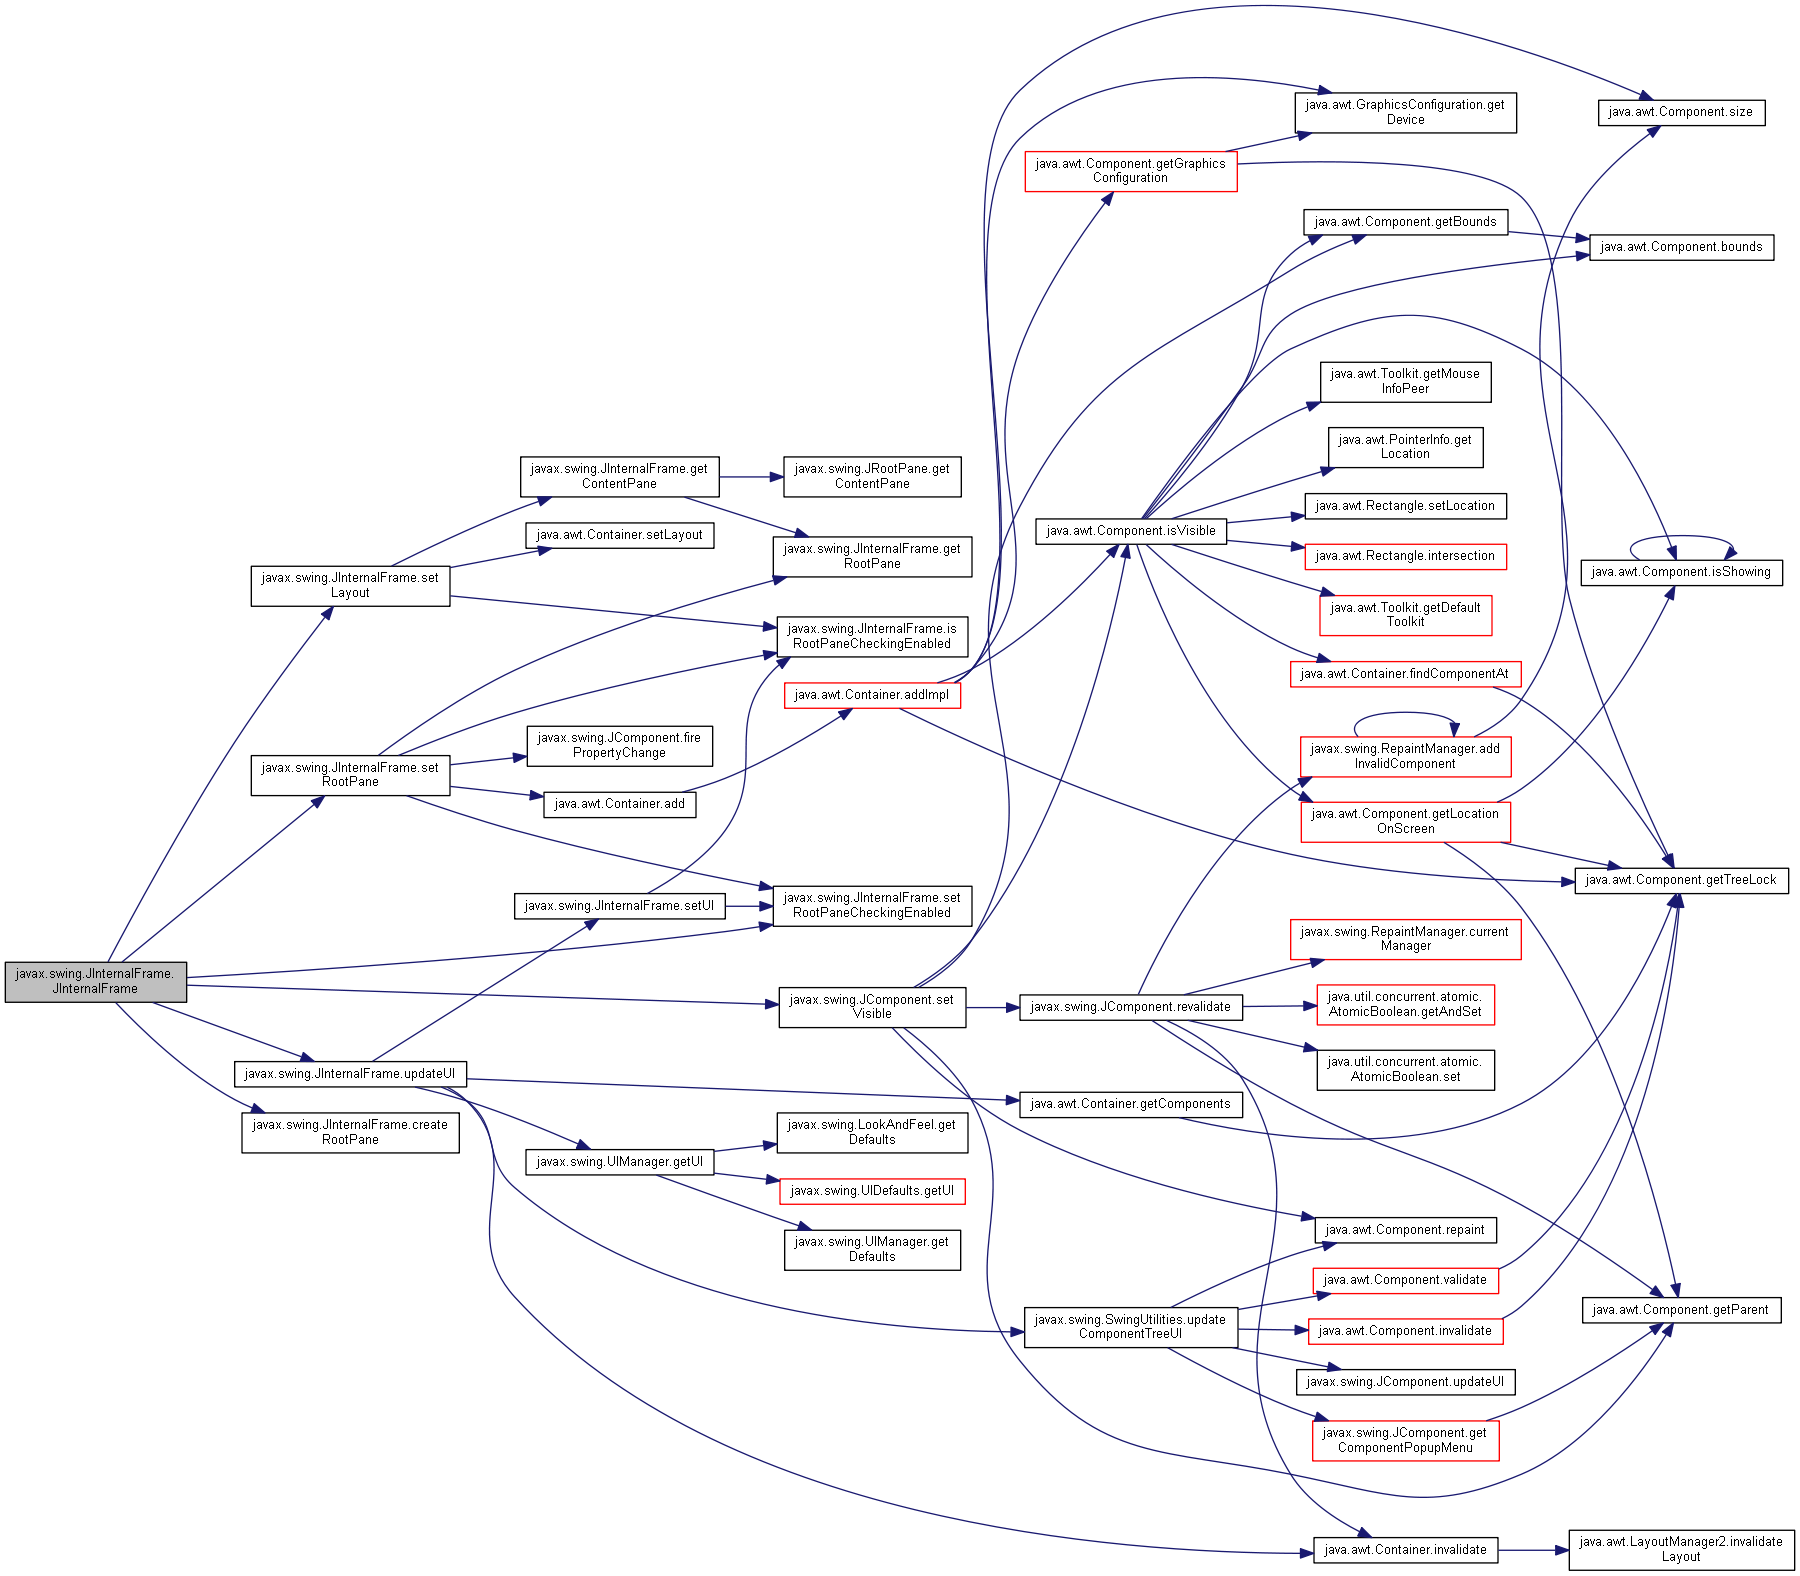 javax.swing.JInternalFrame.
JInternalFrame
javax.swing.JInternalFrame.set
Layout
javax.swing.JInternalFrame.set
RootPane
javax.swing.JInternalFrame.updateUI
javax.swing.JInternalFrame.create
RootPane
javax.swing.JInternalFrame.get
ContentPane
java.awt.Container.setLayout
javax.swing.JComponent.fire
PropertyChange
java.awt.Container.add
javax.swing.JInternalFrame.setUI
javax.swing.UIManager.getUI
javax.swing.JRootPane.get
ContentPane
javax.swing.JInternalFrame.get
RootPane
javax.swing.JInternalFrame.is
RootPaneCheckingEnabled
java.awt.Container.addImpl
javax.swing.JInternalFrame.set
RootPaneCheckingEnabled
javax.swing.JComponent.set
Visible
javax.swing.LookAndFeel.get
Defaults
javax.swing.UIDefaults.getUI
javax.swing.UIManager.get
Defaults
java.awt.Component.getGraphics
Configuration
java.awt.Component.isVisible
javax.swing.JComponent.revalidate
java.awt.Container.getComponents
javax.swing.SwingUtilities.update
ComponentTreeUI
java.awt.GraphicsConfiguration.get
Device
java.awt.Component.getBounds
java.awt.Toolkit.getMouse
InfoPeer
java.awt.PointerInfo.get
Location
java.awt.Rectangle.setLocation
java.awt.Rectangle.intersection
java.awt.Toolkit.getDefault
Toolkit
java.awt.Container.findComponentAt
javax.swing.RepaintManager.add
InvalidComponent
java.awt.Component.getLocation
OnScreen
javax.swing.RepaintManager.current
Manager
java.util.concurrent.atomic.
AtomicBoolean.getAndSet
java.util.concurrent.atomic.
AtomicBoolean.set
java.awt.Component.repaint
java.awt.Component.validate
java.awt.Component.invalidate
javax.swing.JComponent.updateUI
javax.swing.JComponent.get
ComponentPopupMenu
java.awt.Container.invalidate
java.awt.Component.size
java.awt.Component.bounds
java.awt.Component.isShowing
java.awt.Component.getTreeLock
java.awt.Component.getParent
java.awt.LayoutManager2.invalidate
Layout